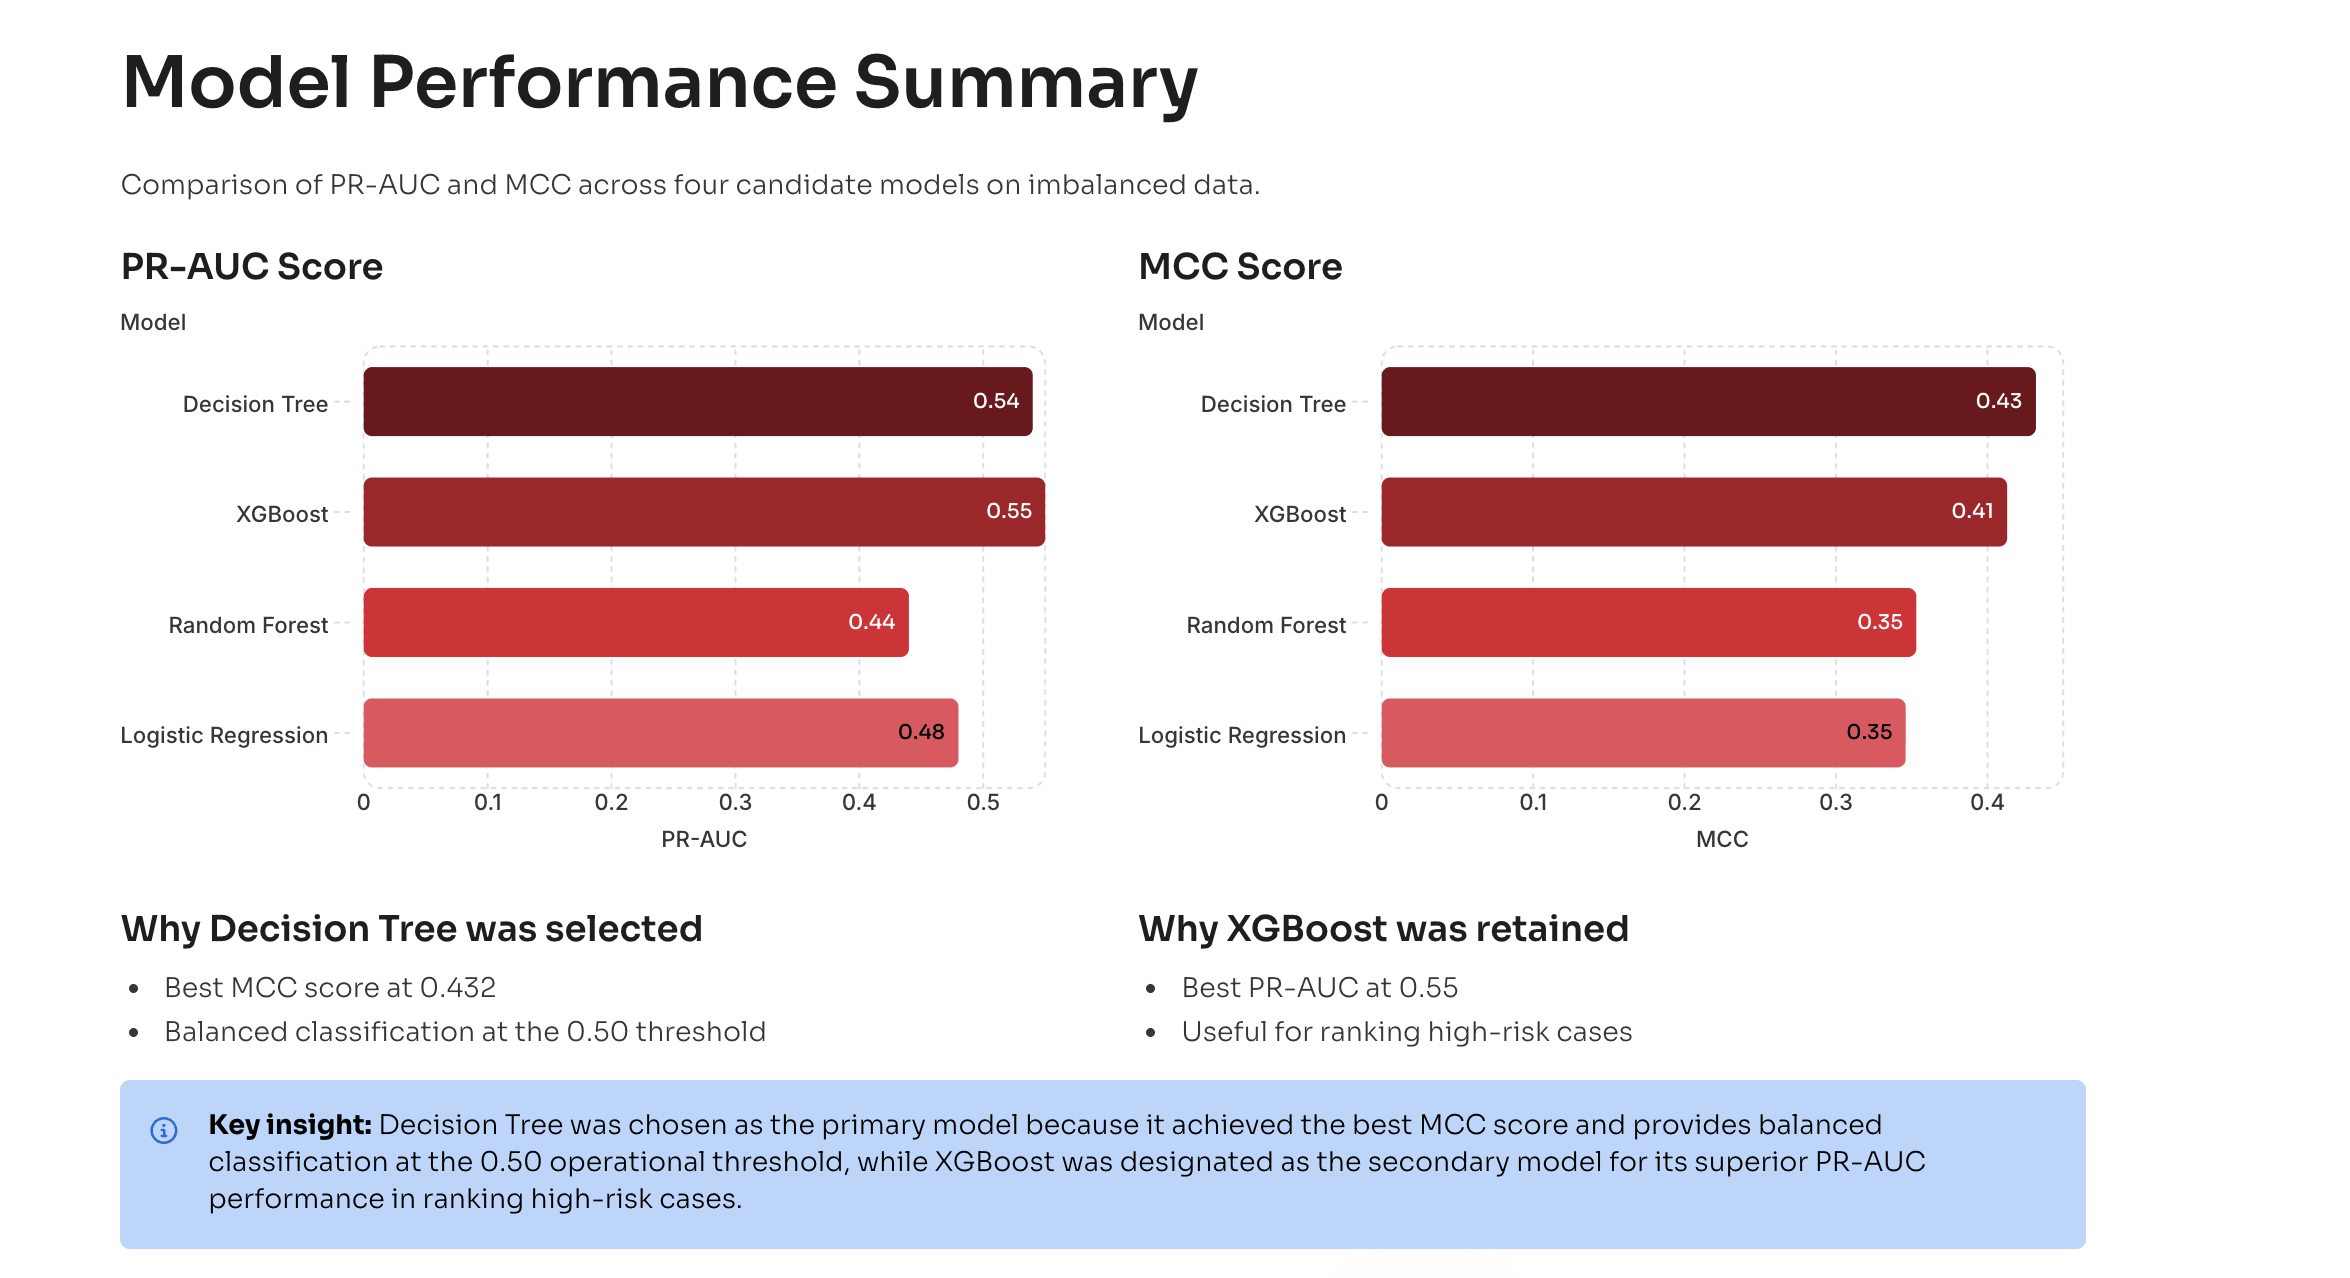 Model Performance Summary
Comparison of PR-AUC and MCC across four candidate models on imbalanced data.
PR-AUC Score
Model
Decision Tree
0.54
XGBoost
0.55
Random Forest
0.44
Logistic Regression
0.48
0 0.1 0.2 0.3 0.4 0.5
PR-AUC
MCC Score
Model
Decision Tree
0.43
XGBoost
0.41
Random Forest
0.35
Logistic Regression
0.35
0 0.1 0.2 0.3 0.4
MCC
Why Decision Tree was selected
• Best MCC score at 0.432
• Balanced classification at the 0.50 threshold
Why XGBoost was retained
• Best PR-AUC at 0.55
• Useful for ranking high-risk cases
Key insight: Decision Tree was chosen as the primary model because it achieved the best MCC score and provides balanced
classification at the 0.50 operational threshold, while XGBoost was designated as the secondary model for its superior PR-AUC
performance in ranking high-risk cases.